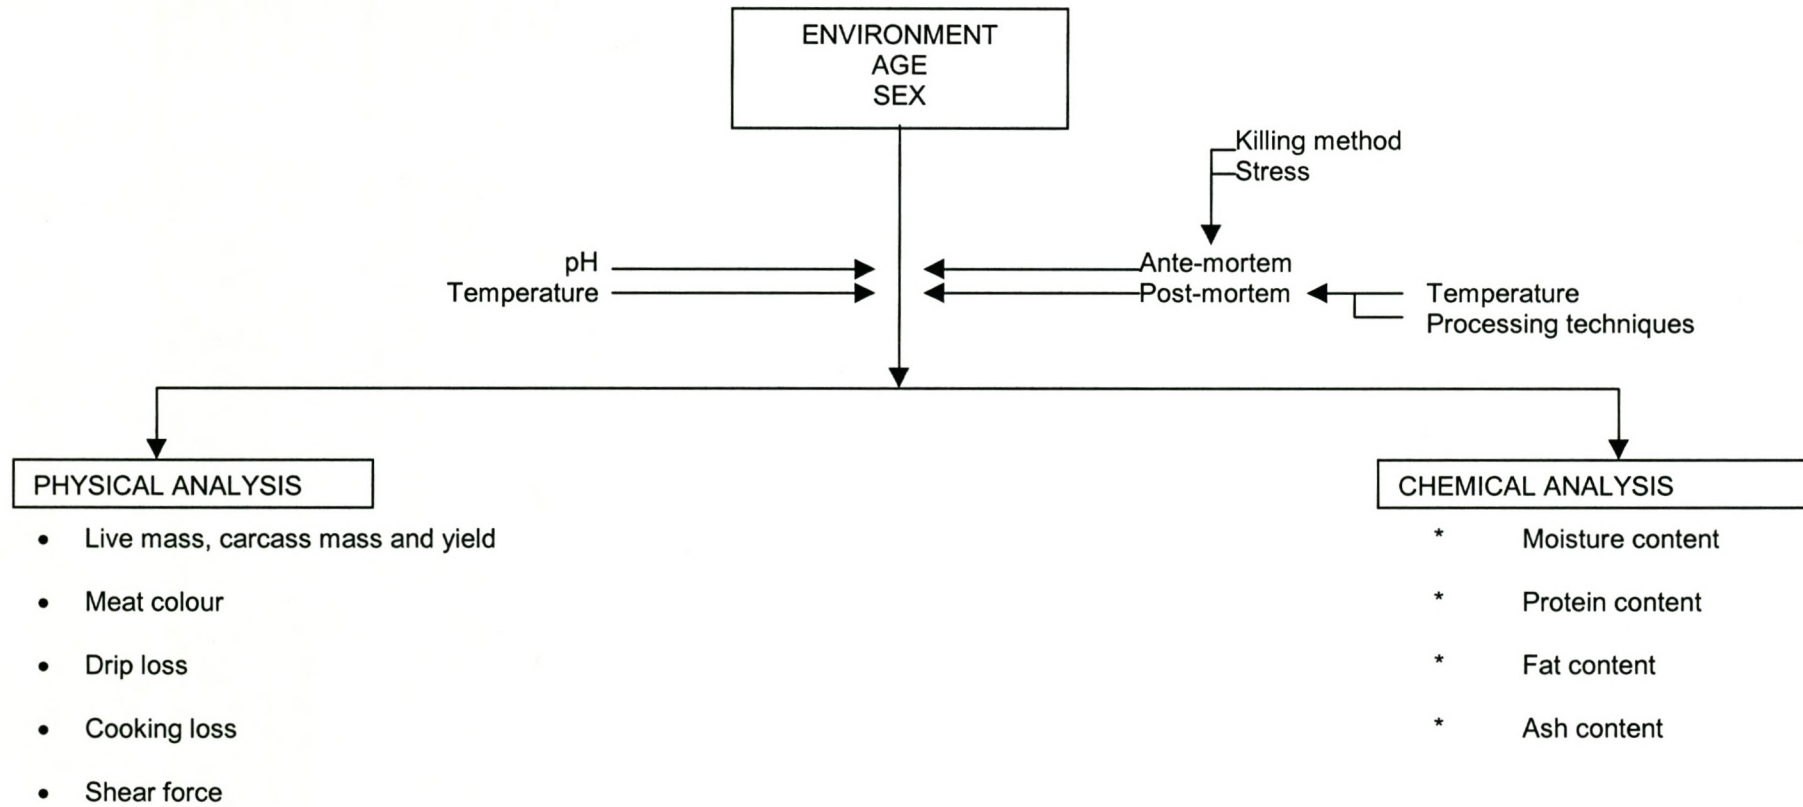 ENVIRONMENT
AGE
SEX
Killing method
Stress
pH
Temperature
Ante-mortem
Post-mortem
Temperature
Processing techniques
PHYSICAL ANALYSIS
• Live mass, carcass mass and yield
• Meat colour
• Drip loss
• Cooking loss
• Shear force
CHEMICAL ANALYSIS
* Moisture content
* Protein content
* Fat content
* Ash content